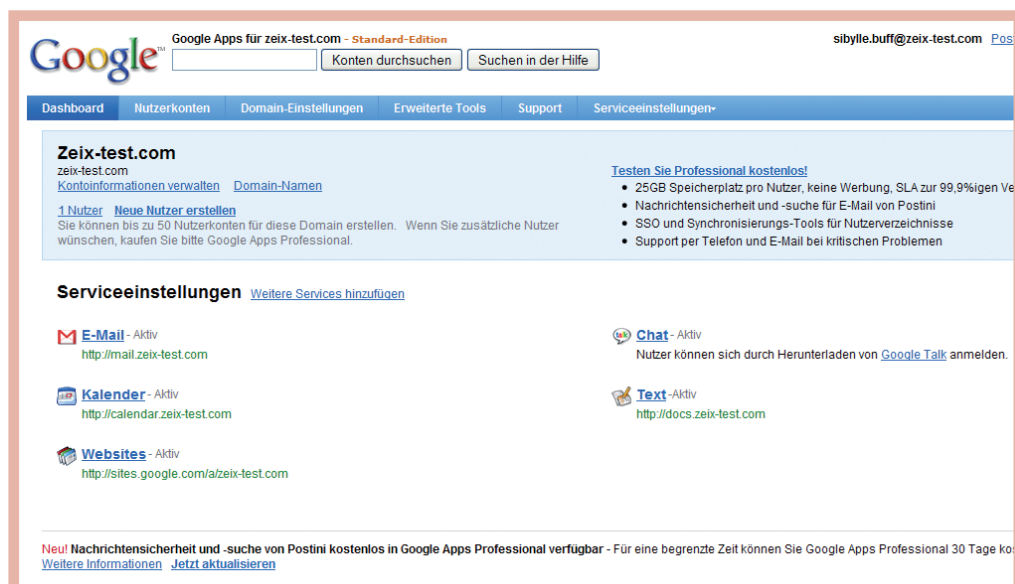 Google™
Google Apps für zeix-test.com - Standard-Edition
sibylle.buff@zeix-test.com
Konten durchsuchen Suchen in der Hilfe
Dashboard Nutzerkonten Domain-Einstellungen Erweiterte Tools Support Serviceeinstellungen
Zeix-test.com
zeix-test.com
Kontoinformationen verwalten Domain-Namen
1 Nutzer Neue Nutzer erstellen
Sie können bis zu 50 Nutzerkonten für diese Domain erstellen. Wenn Sie zusätzliche Nutzer
wünschen, kaufen Sie bitte Google Apps Professional.
Testen Sie Professional kostenlos!
• 25GB Speicherplatz pro Nutzer, keine Werbung, SLA zur 99,9%igen
• Nachrichtensicherheit und -suche für E-Mail von Postini
• SSO und Synchronisierungs-Tools für Nutzerverzeichnisse
• Support per Telefon und E-Mail bei kritischen Problemen
Serviceeinstellungen Weitere Services hinzufügen
E-Mail - Aktiv
http://mail.zeix-test.com
Chat - Aktiv
Nutzer können sich durch Herunterladen von Google Talk anmelden.
Kalender - Aktiv
http://calendar.zeix-test.com
Text -Aktiv
http://docs.zeix-test.com
Websites - Aktiv
http://sites.google.com/a/zeix-test.com
Neu! Nachrichtensicherheit und -suche von Postini kostenlos in Google Apps Professional verfügbar - Für eine begrenzte Zeit können Sie Google Apps Professional 30 Tage
Weitere Informationen Jetzt aktualisieren